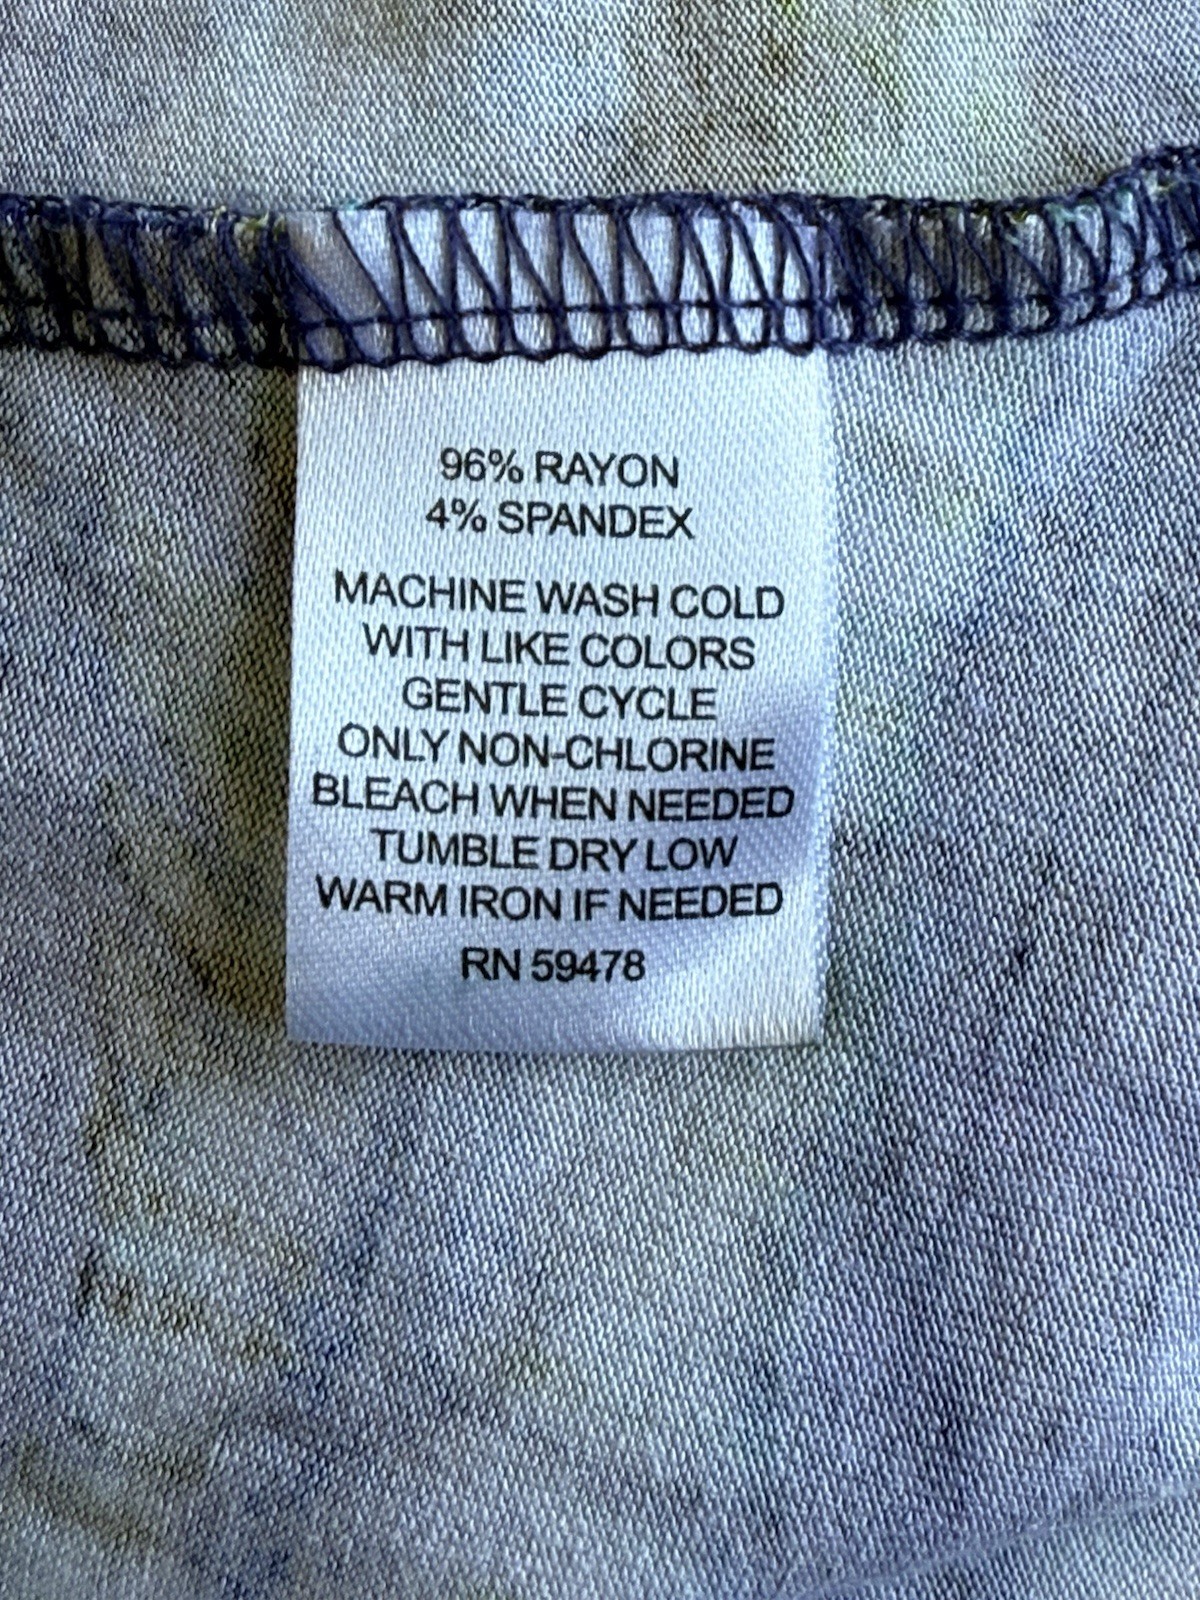 96% RAYON
4% SPANDEX
MACHINE WASH COLD
WITH LIKE COLORS
GENTLE CYCLE
ONLY NON-CHLORINE
BLEACH WHEN NEEDED
TUMBLE DRY LOW
WARM IRON IF NEEDED
RN 59478